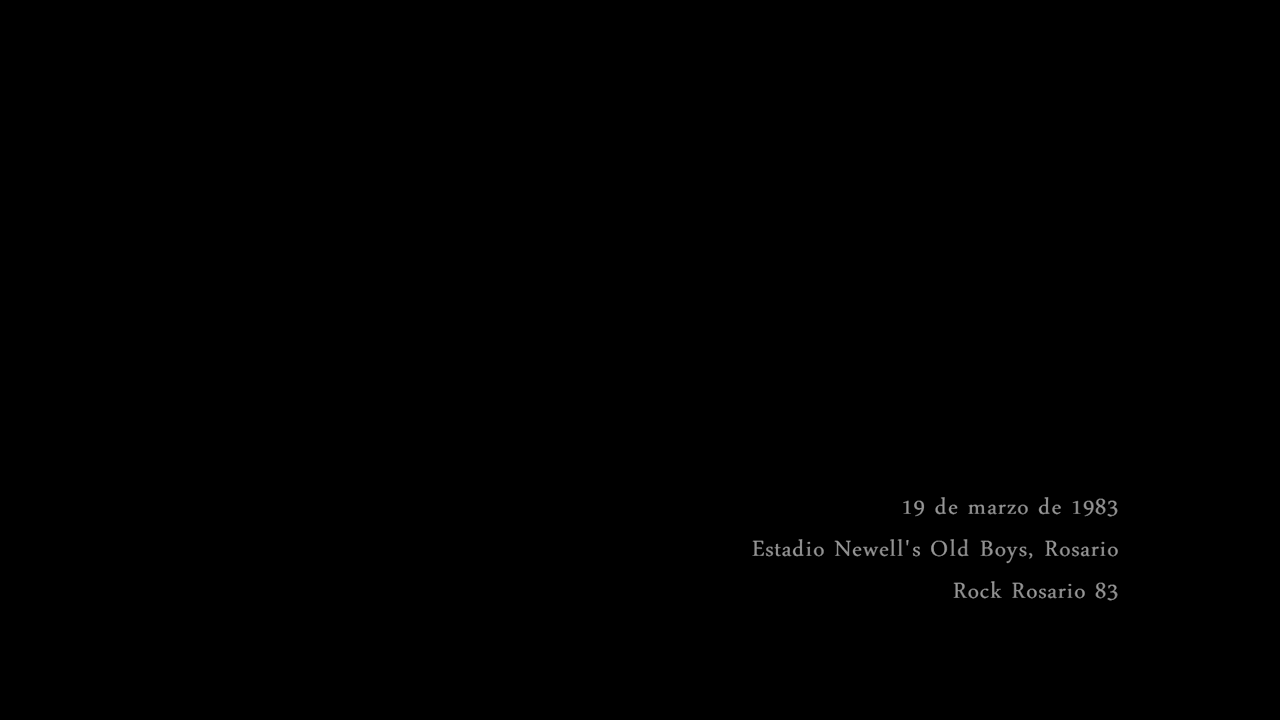 19 de marzo de 1983
Estadio Newell's Old Boys, Rosario
Rock Rosario 83